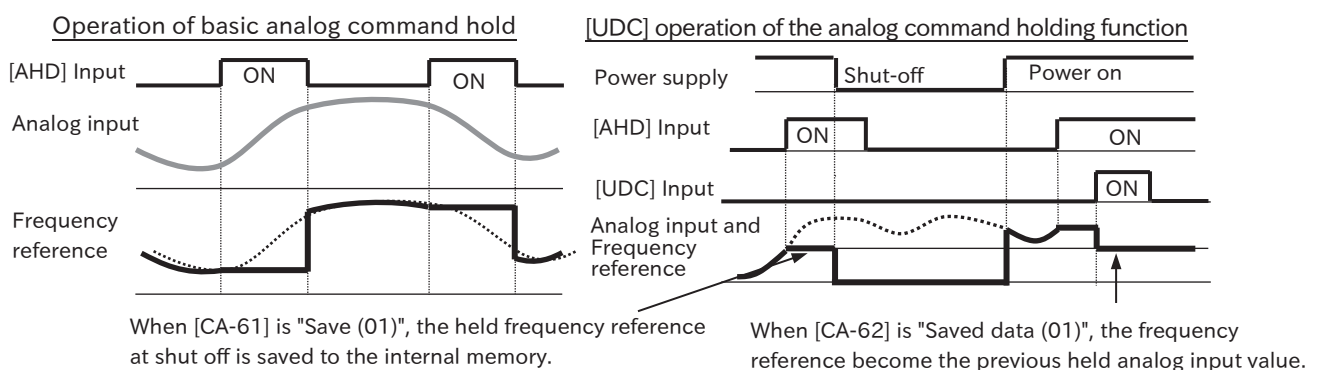 Operation of basic analog command hold
[AHD] Input
ON
ON
Analog input
Frequency
reference
[UDC] operation of the analog command holding function
Power supply
Shut-off
Power on
[AHD] Input
ON
ON
[UDC] Input
ON
Analog input and
Frequency
reference
When [CA-61] is "Save (01)", the held frequency reference
at shut off is saved to the internal memory.
When [CA-62] is "Saved data (01)", the frequency
reference become the previous held analog input value.